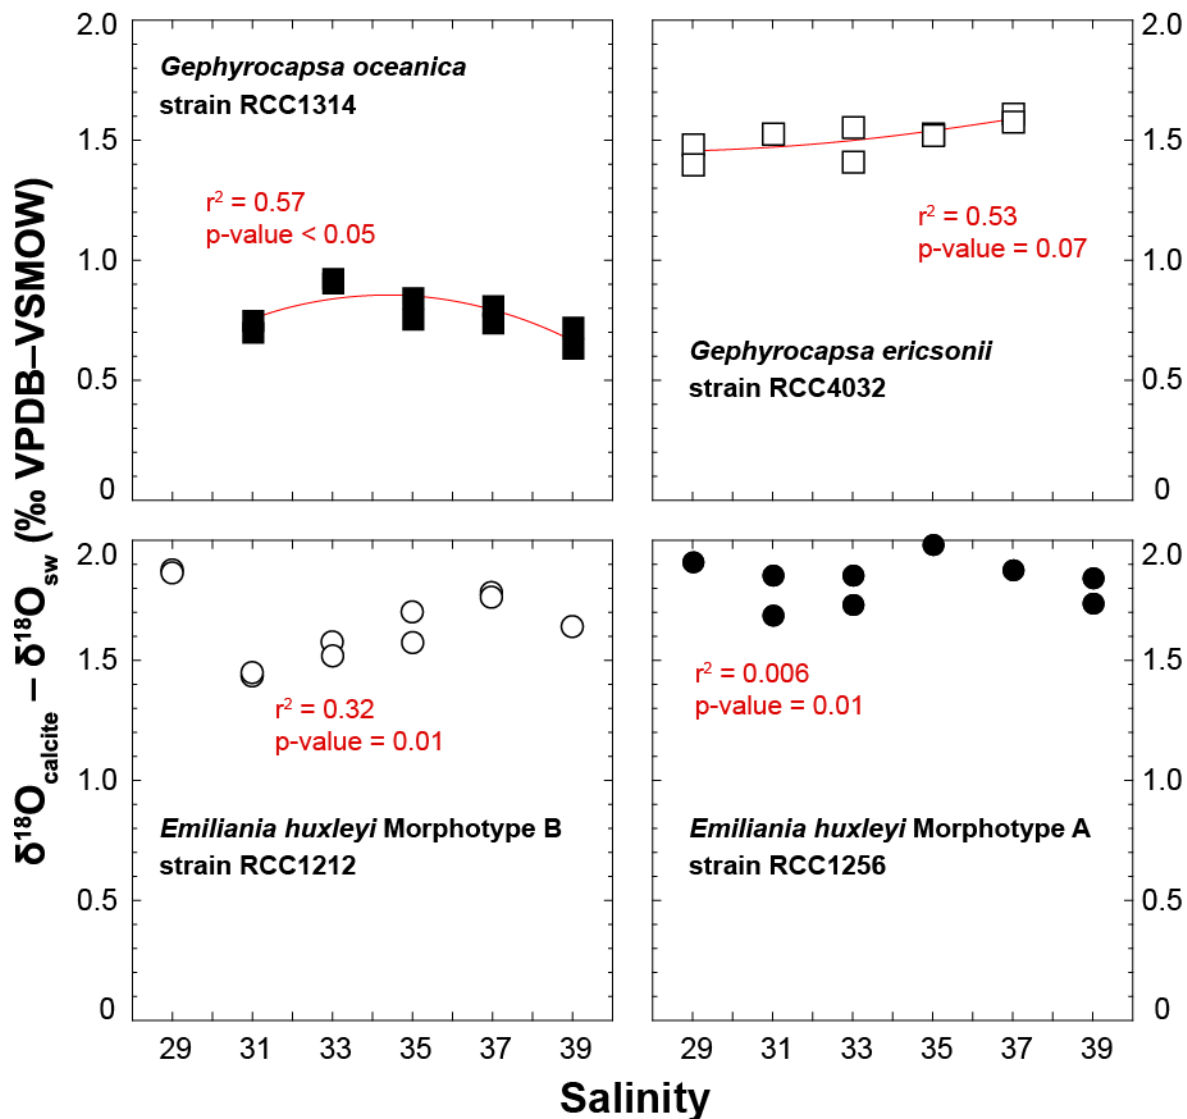 δ¹⁸O_calcite – δ¹⁸O_sw (‰ VPDB–VSMOW)
2.0
1.5
1.0
0.5
0
Gephyrocapsa oceanica
strain RCC1314
r² = 0.57
p-value < 0.05
Gephyrocapsa ericsonii
strain RCC4032
r² = 0.53
p-value = 0.07
2.0
1.5
1.0
0.5
0
2.0
1.5
1.0
0.5
0
r² = 0.32
p-value = 0.01
Emiliania huxleyi Morphotype B
strain RCC1212
r² = 0.006
p-value = 0.01
Emiliania huxleyi Morphotype A
strain RCC1256
2.0
1.5
1.0
0.5
0
29 31 33 35 37 39
29 31 33 35 37 39
Salinity